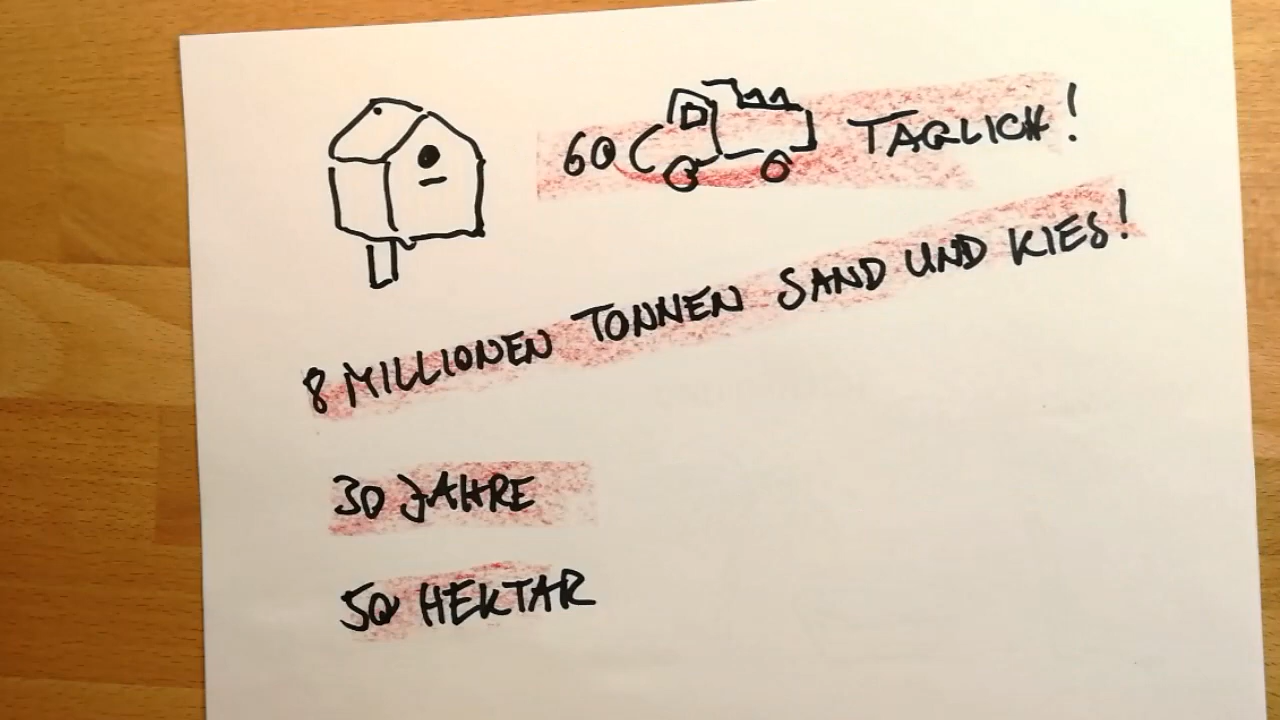 60 TÄGLICH!
8 MILLIONEN TONNEN SAND UND KIES!
30 JAHRE
50 HEKTAR